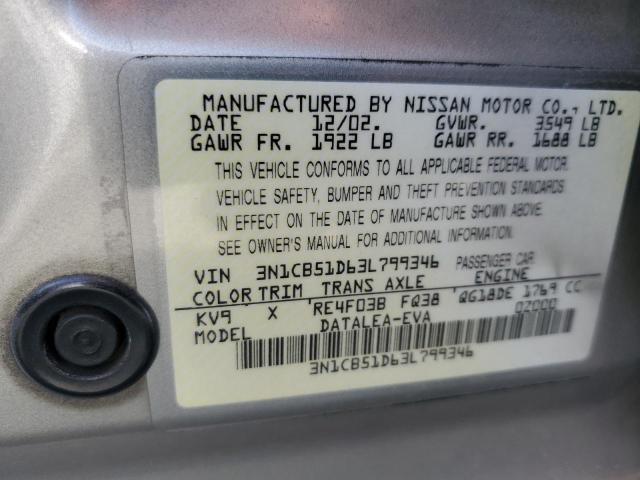 MANUFACTURED BY NISSAN MOTOR CO., LTD.
DATE 12/02. GVWR. 3549 LB
GAWR FR. 1922 LB GAWR RR. 1688 LB
THIS VEHICLE CONFORMS TO ALL APPLICABLE FEDERAL MOTOR
VEHICLE SAFETY, BUMPER AND THEFT PREVENTION STANDARDS
IN EFFECT ON THE DATE OF MANUFACTURE SHOWN ABOVE.
SEE OWNER'S MANUAL FOR ADDITIONAL INFORMATION.
VIN 3N1CB51D63L799346 PASSENGER CAR
COLOR TRIM TRANS AXLE ENGINE
KV9 X RE4F03B FQ38 QG18DE 1769 CC
MODEL DATALEA-EVA 02000
3N1CB51D63L799346